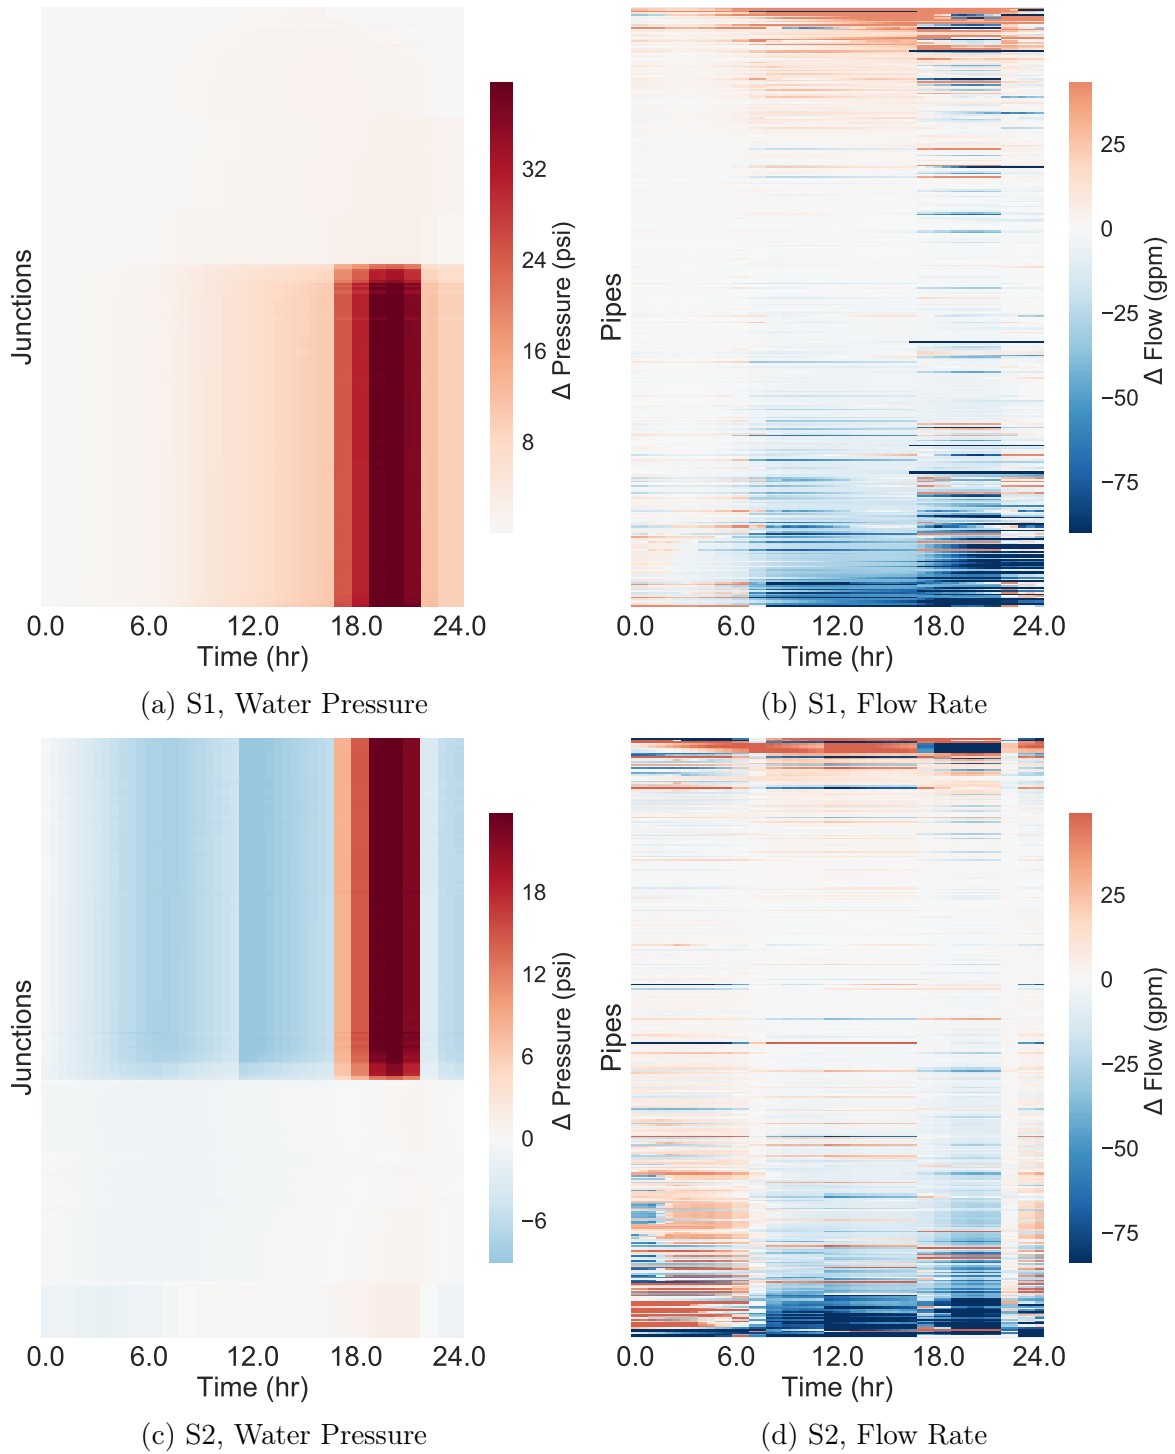 Junctions
0.0 6.0 12.0 18.0 24.0
Time (hr)
32
24
16
8
Δ Pressure (psi)
(a) S1, Water Pressure
Pipes
0.0 6.0 12.0 18.0 24.0
Time (hr)
25
0
−25
−50
−75
Δ Flow (gpm)
(b) S1, Flow Rate
Junctions
0.0 6.0 12.0 18.0 24.0
Time (hr)
18
12
6
0
−6
Δ Pressure (psi)
(c) S2, Water Pressure
Pipes
0.0 6.0 12.0 18.0 24.0
Time (hr)
25
0
−25
−50
−75
Δ Flow (gpm)
(d) S2, Flow Rate